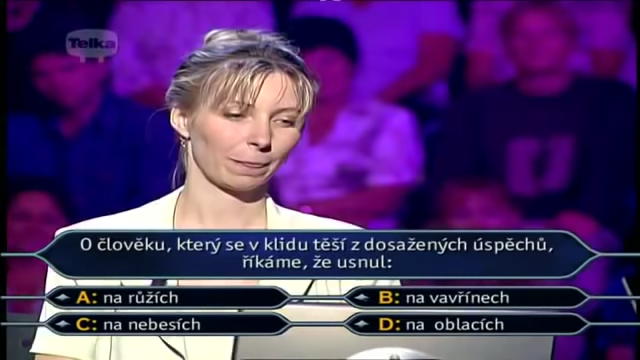 Telka
O člověku, který se v klidu těší z dosažených úspěchů,
říkáme, že usnul:
A: na růžích
B: na vavřínech
C: na nebesích
D: na oblacích